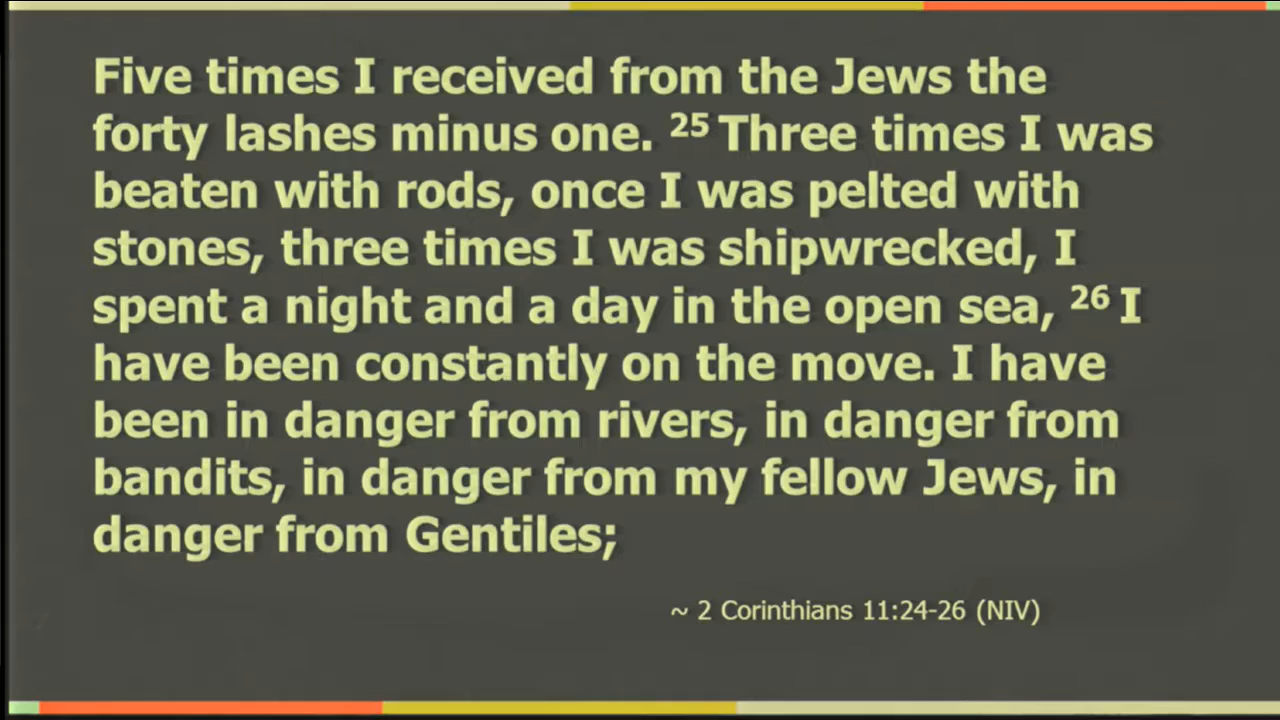 Five times I received from the Jews the
forty lashes minus one. 25 Three times I was
beaten with rods, once I was pelted with
stones, three times I was shipwrecked, I
spent a night and a day in the open sea, 26 I
have been constantly on the move. I have
been in danger from rivers, in danger from
bandits, in danger from my fellow Jews, in
danger from Gentiles;
~ 2 Corinthians 11:24-26 (NIV)